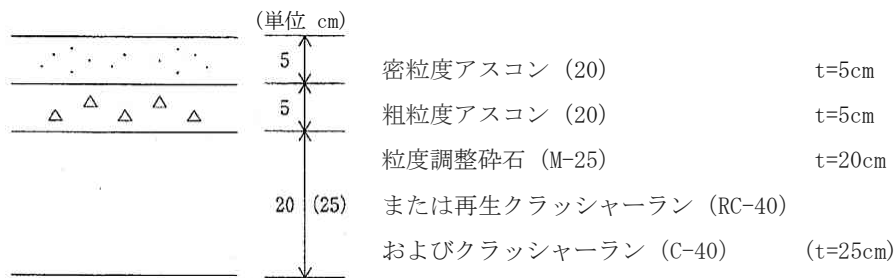 (単位 cm)
5 密粒度アスコン (20) t=5cm
5 粗粒度アスコン (20) t=5cm
粒度調整砕石 (M-25) t=20cm
20 (25) または再生クラッシャーラン (RC-40)
およびクラッシャーラン (C-40) (t=25cm)